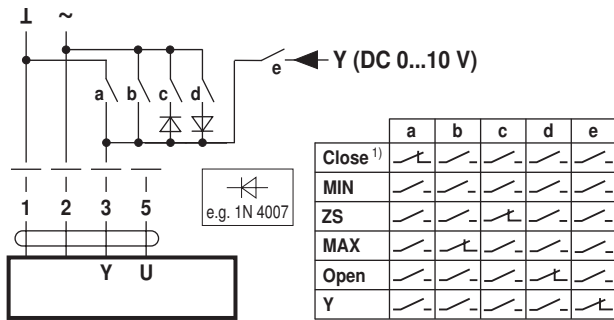 ⊥ ~
e Y (DC 0...10 V)
a b c d
1 2 3 5
e.g. 1N 4007
Y U
a b c d e
Close 1)
MIN
ZS
MAX
Open
Y